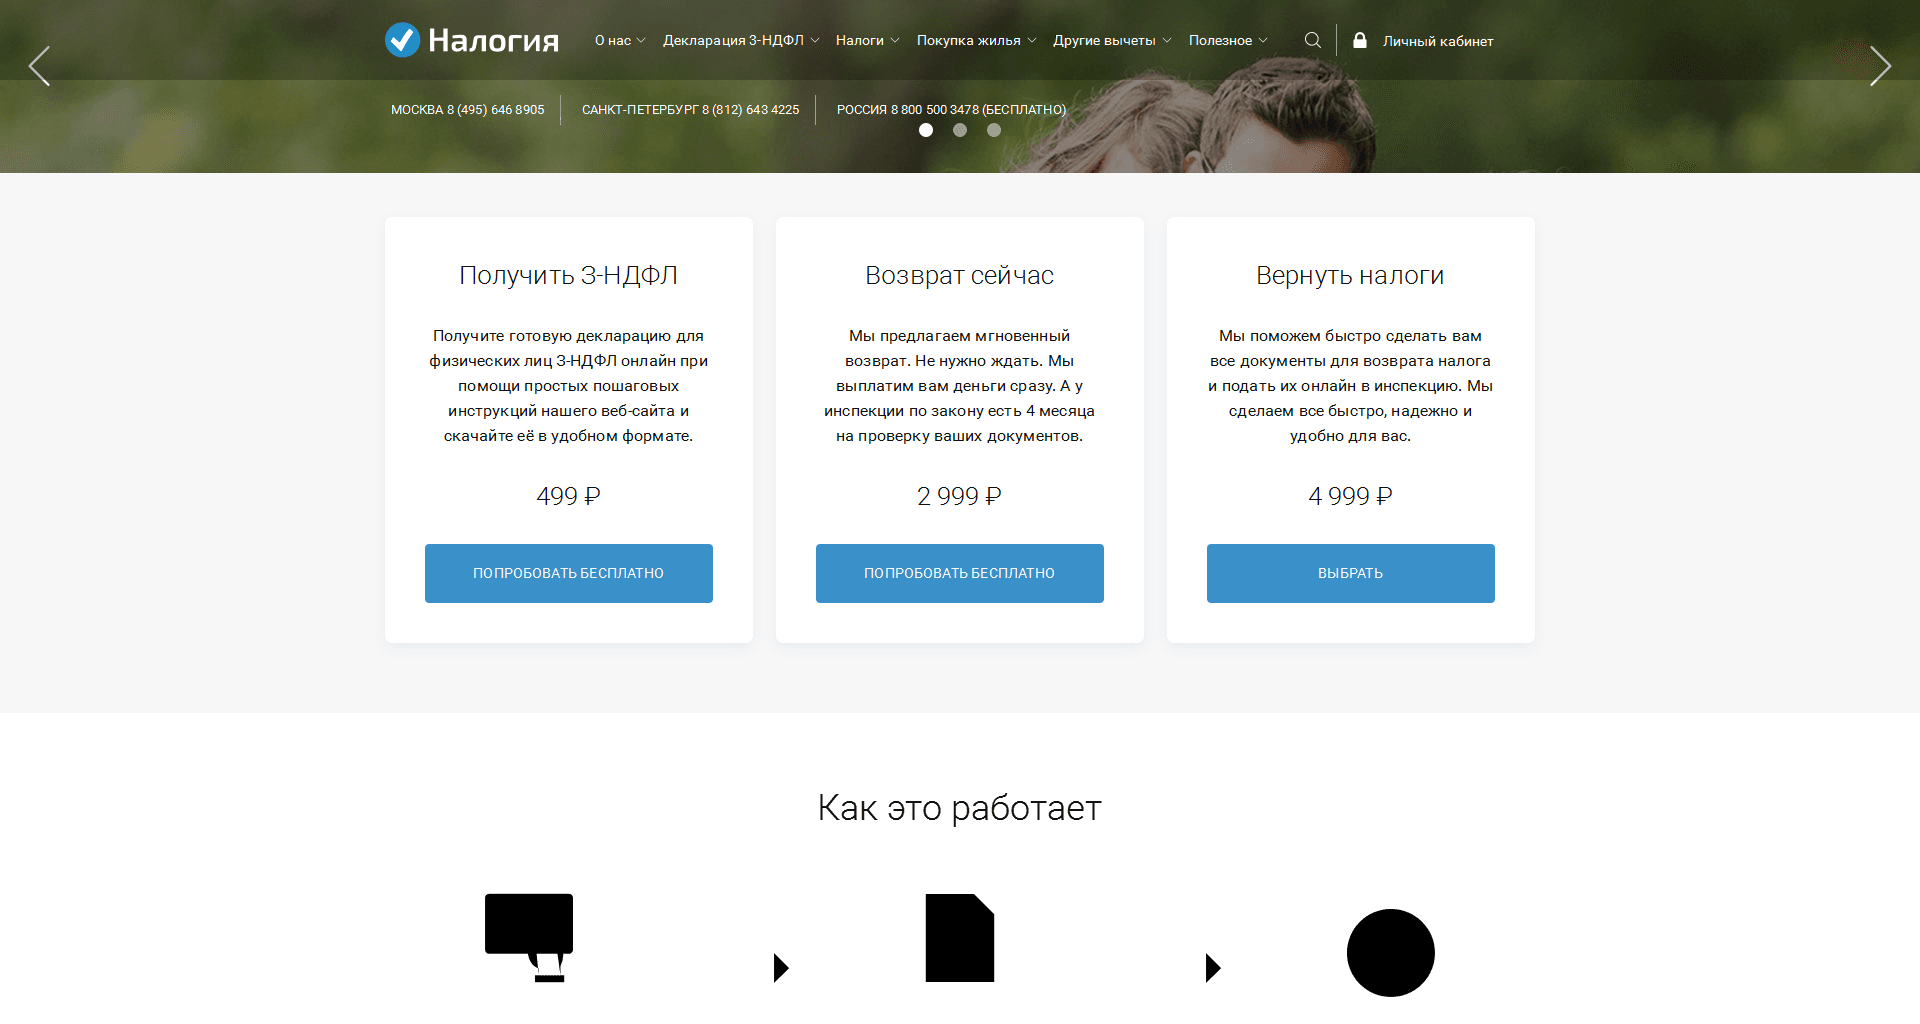 Налогия
О нас
Декларация 3-НДФЛ
Налоги
Покупка жилья
Другие вычеты
Полезное
Личный кабинет
МОСКВА 8 (495) 646 8905
САНКТ-ПЕТЕРБУРГ 8 (812) 643 4225
РОССИЯ 8 800 500 3478 (БЕСПЛАТНО)
Получить 3-НДФЛ
Получите готовую декларацию для
физических лиц 3-НДФЛ онлайн при
помощи простых пошаговых
инструкций нашего веб-сайта и
скачайте её в удобном формате.
499 ₽
ПОПРОБОВАТЬ БЕСПЛАТНО
Возврат сейчас
Мы предлагаем мгновенный
возврат. Не нужно ждать. Мы
выплатим вам деньги сразу. А у
инспекции по закону есть 4 месяца
на проверку ваших документов.
2 999 ₽
ПОПРОБОВАТЬ БЕСПЛАТНО
Вернуть налоги
Мы поможем быстро сделать вам
все документы для возврата налога
и подать их онлайн в инспекцию. Мы
сделаем все быстро, надежно и
удобно для вас.
4 999 ₽
ВЫБРАТЬ
Как это работает